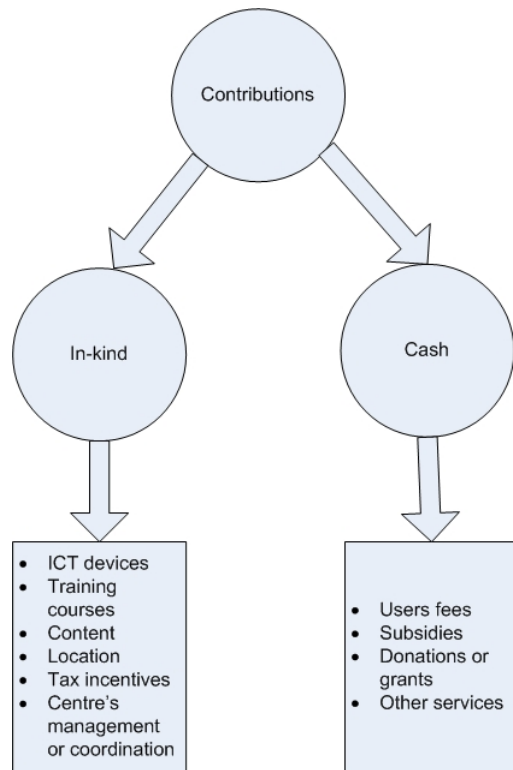 Contributions
In-kind
Cash
• ICT devices
• Training
courses
• Content
• Location
• Tax incentives
• Centre's
management
or coordination
• Users fees
• Subsidies
• Donations or
grants
• Other services